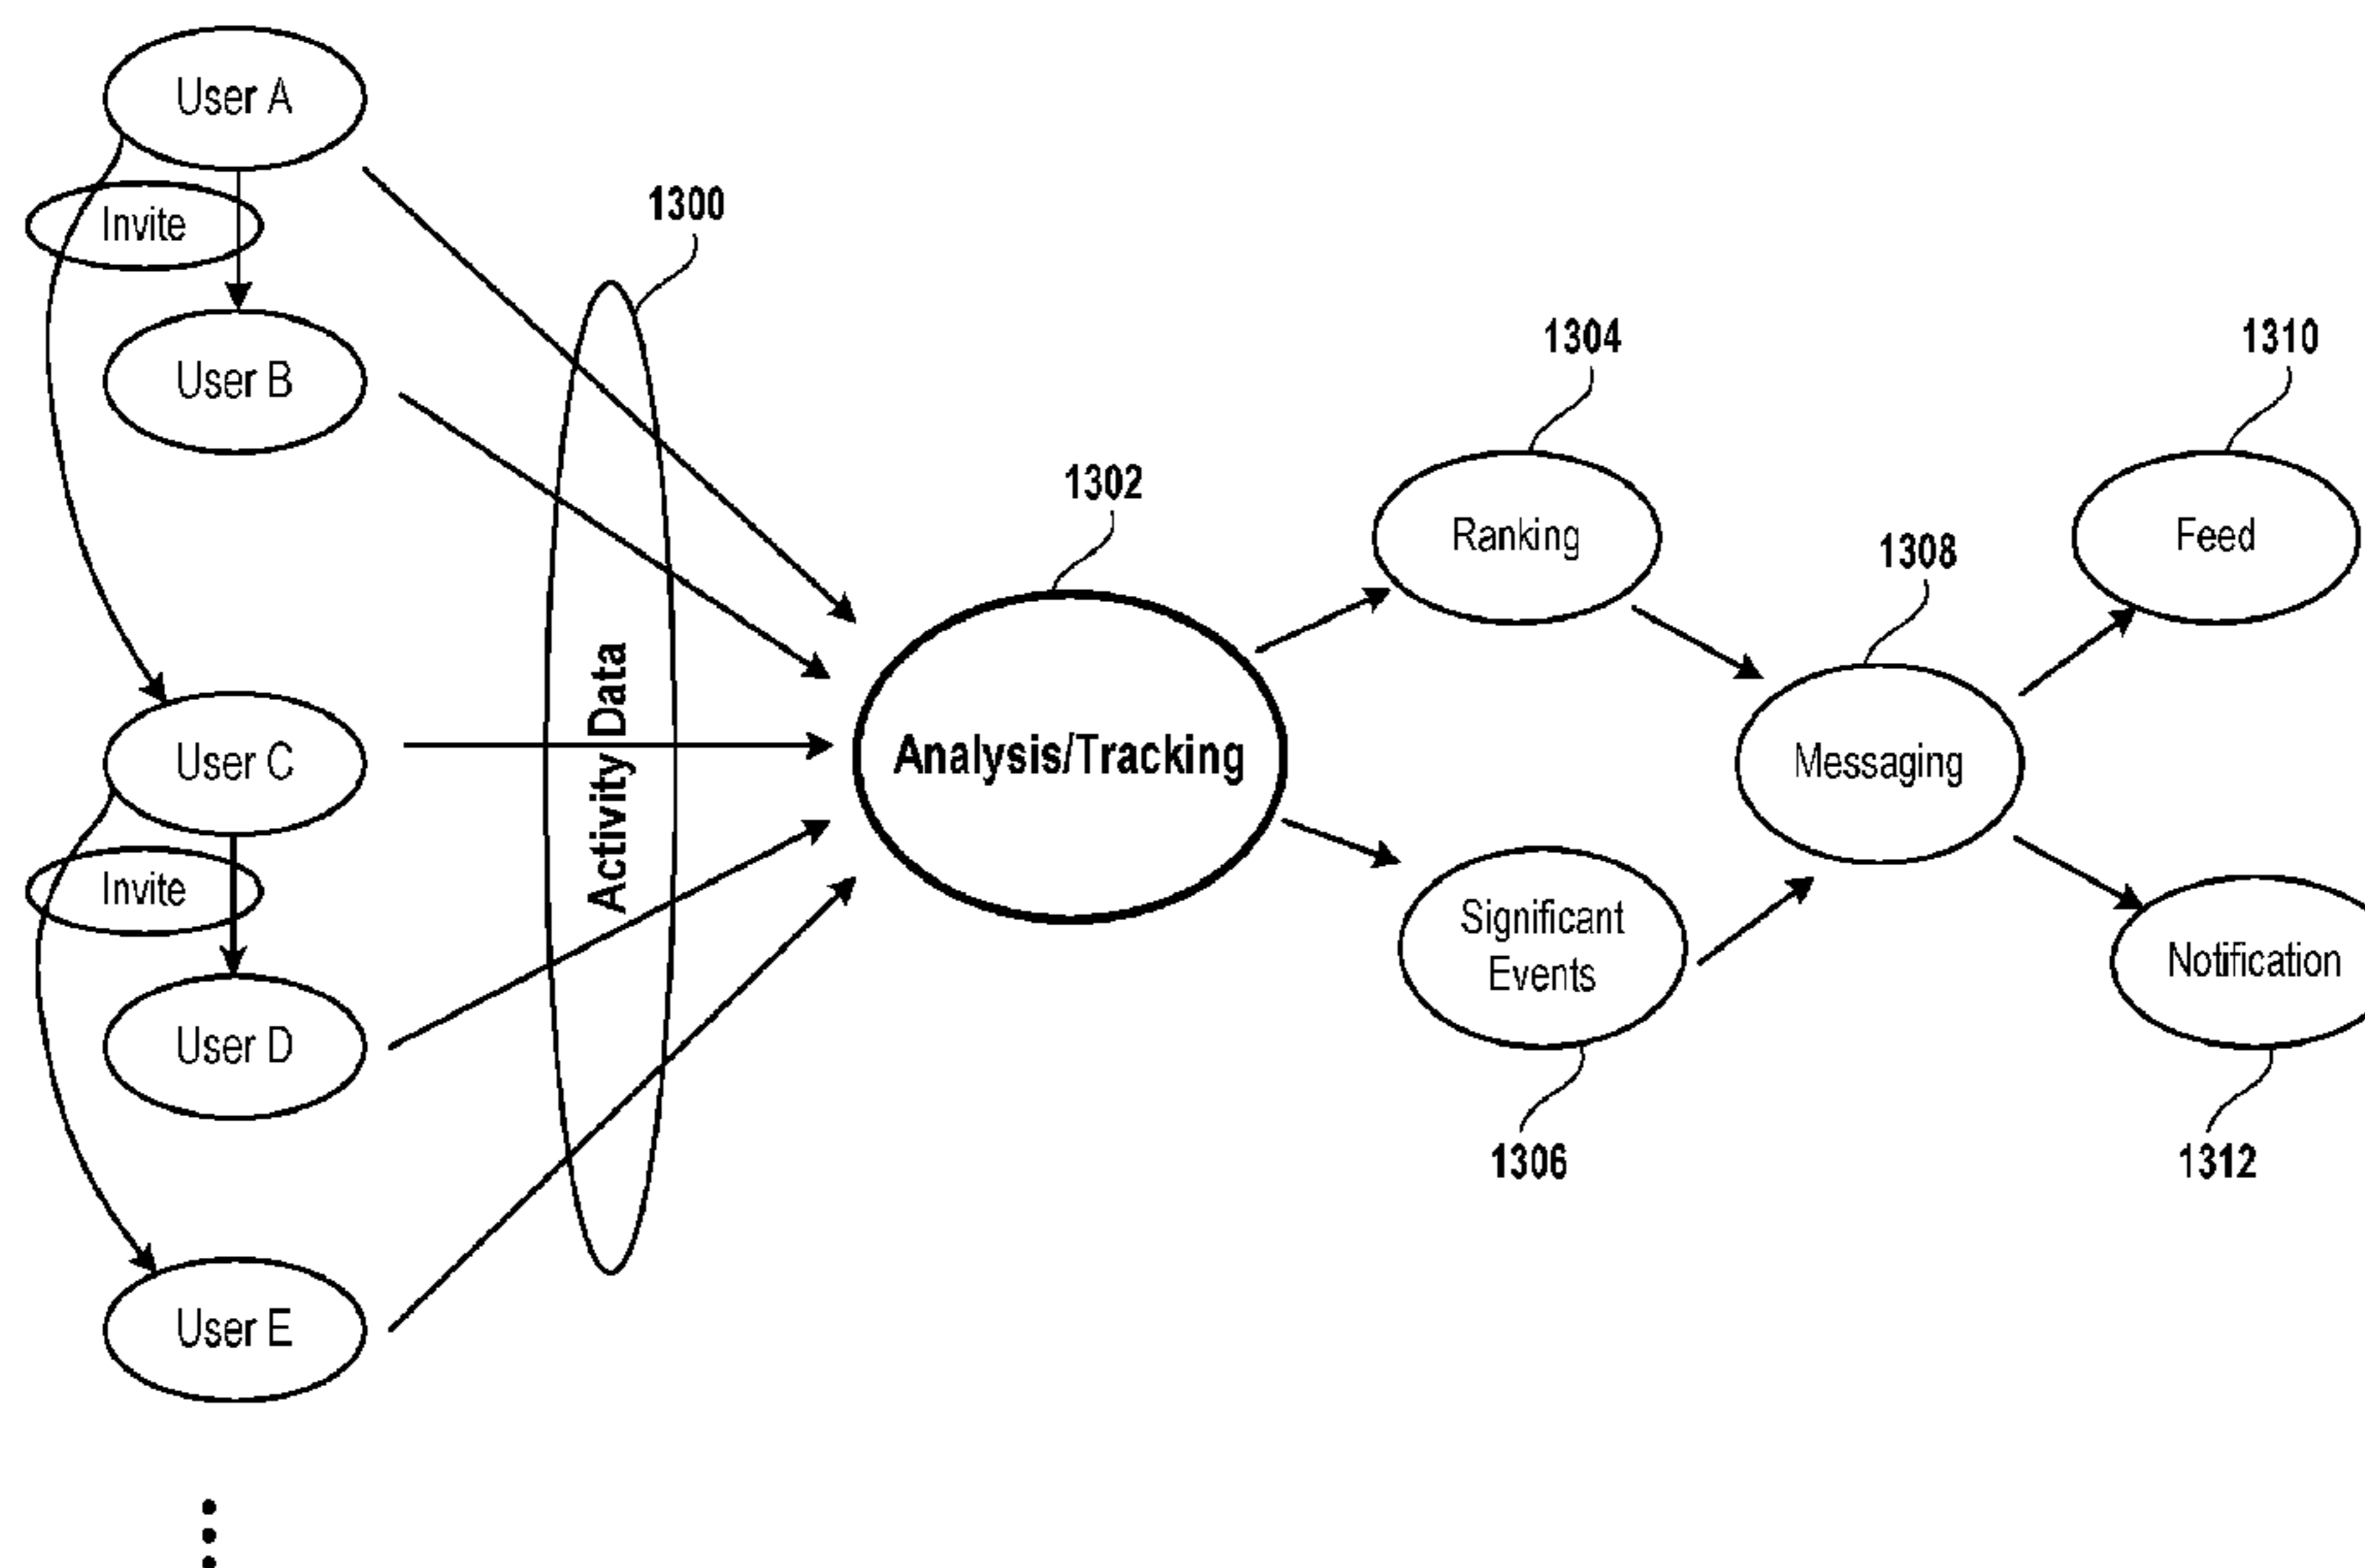 User A
Invite
1300
User B
1304
1310
1302
Ranking
Feed
1308
Activity Data
Analysis/Tracking
User C
Messaging
Invite
Significant
Events
Notification
User D
1306
1312
User E